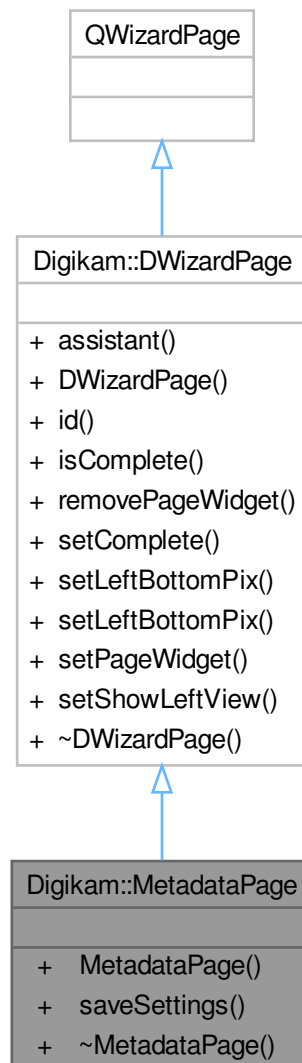 QWizardPage
Digikam::DWizardPage
+ assistant()
+ DWizardPage()
+ id()
+ isComplete()
+ removePageWidget()
+ setComplete()
+ setLeftBottomPix()
+ setLeftBottomPix()
+ setPageWidget()
+ setShowLeftView()
+ ~DWizardPage()
Digikam::MetadataPage
+ MetadataPage()
+ saveSettings()
+ ~MetadataPage()